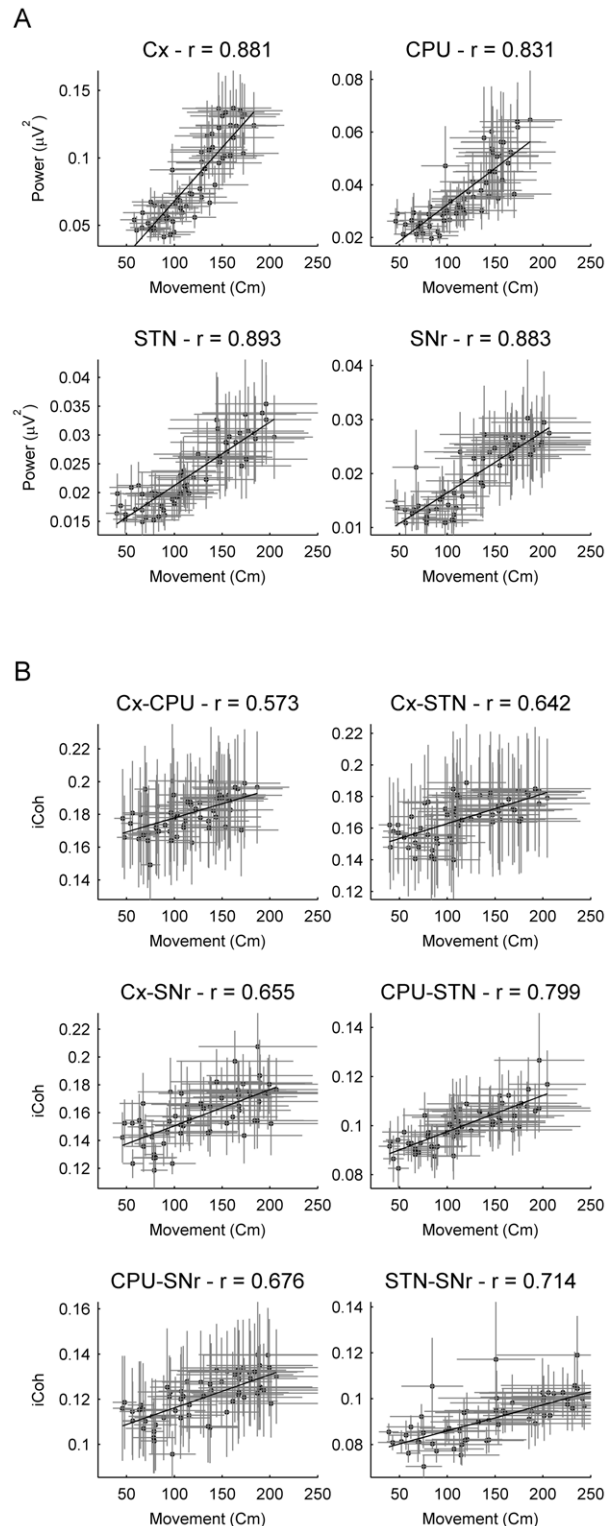 A
Cx - r = 0.881
CPU - r = 0.831
Power (μV²)
0.15
0.1
0.05
0.08
0.06
0.04
0.02
50 100 150 200 250
50 100 150 200 250
Movement (Cm)
Movement (Cm)
STN - r = 0.893
SNr - r = 0.883
Power (μV²)
0.04
0.035
0.03
0.025
0.02
0.015
0.04
0.03
0.02
0.01
50 100 150 200 250
50 100 150 200 250
Movement (Cm)
Movement (Cm)
B
Cx-CPU - r = 0.573
Cx-STN - r = 0.642
iCoh
0.22
0.2
0.18
0.16
0.14
0.22
0.2
0.18
0.16
0.14
0.12
50 100 150 200 250
50 100 150 200 250
Movement (Cm)
Movement (Cm)
Cx-SNr - r = 0.655
CPU-STN - r = 0.799
iCoh
0.22
0.2
0.18
0.16
0.14
0.12
0.14
0.12
0.1
0.08
50 100 150 200 250
50 100 150 200 250
Movement (Cm)
Movement (Cm)
CPU-SNr - r = 0.676
STN-SNr - r = 0.714
iCoh
0.16
0.14
0.12
0.1
0.14
0.12
0.1
0.08
50 100 150 200 250
50 100 150 200 250
Movement (Cm)
Movement (Cm)